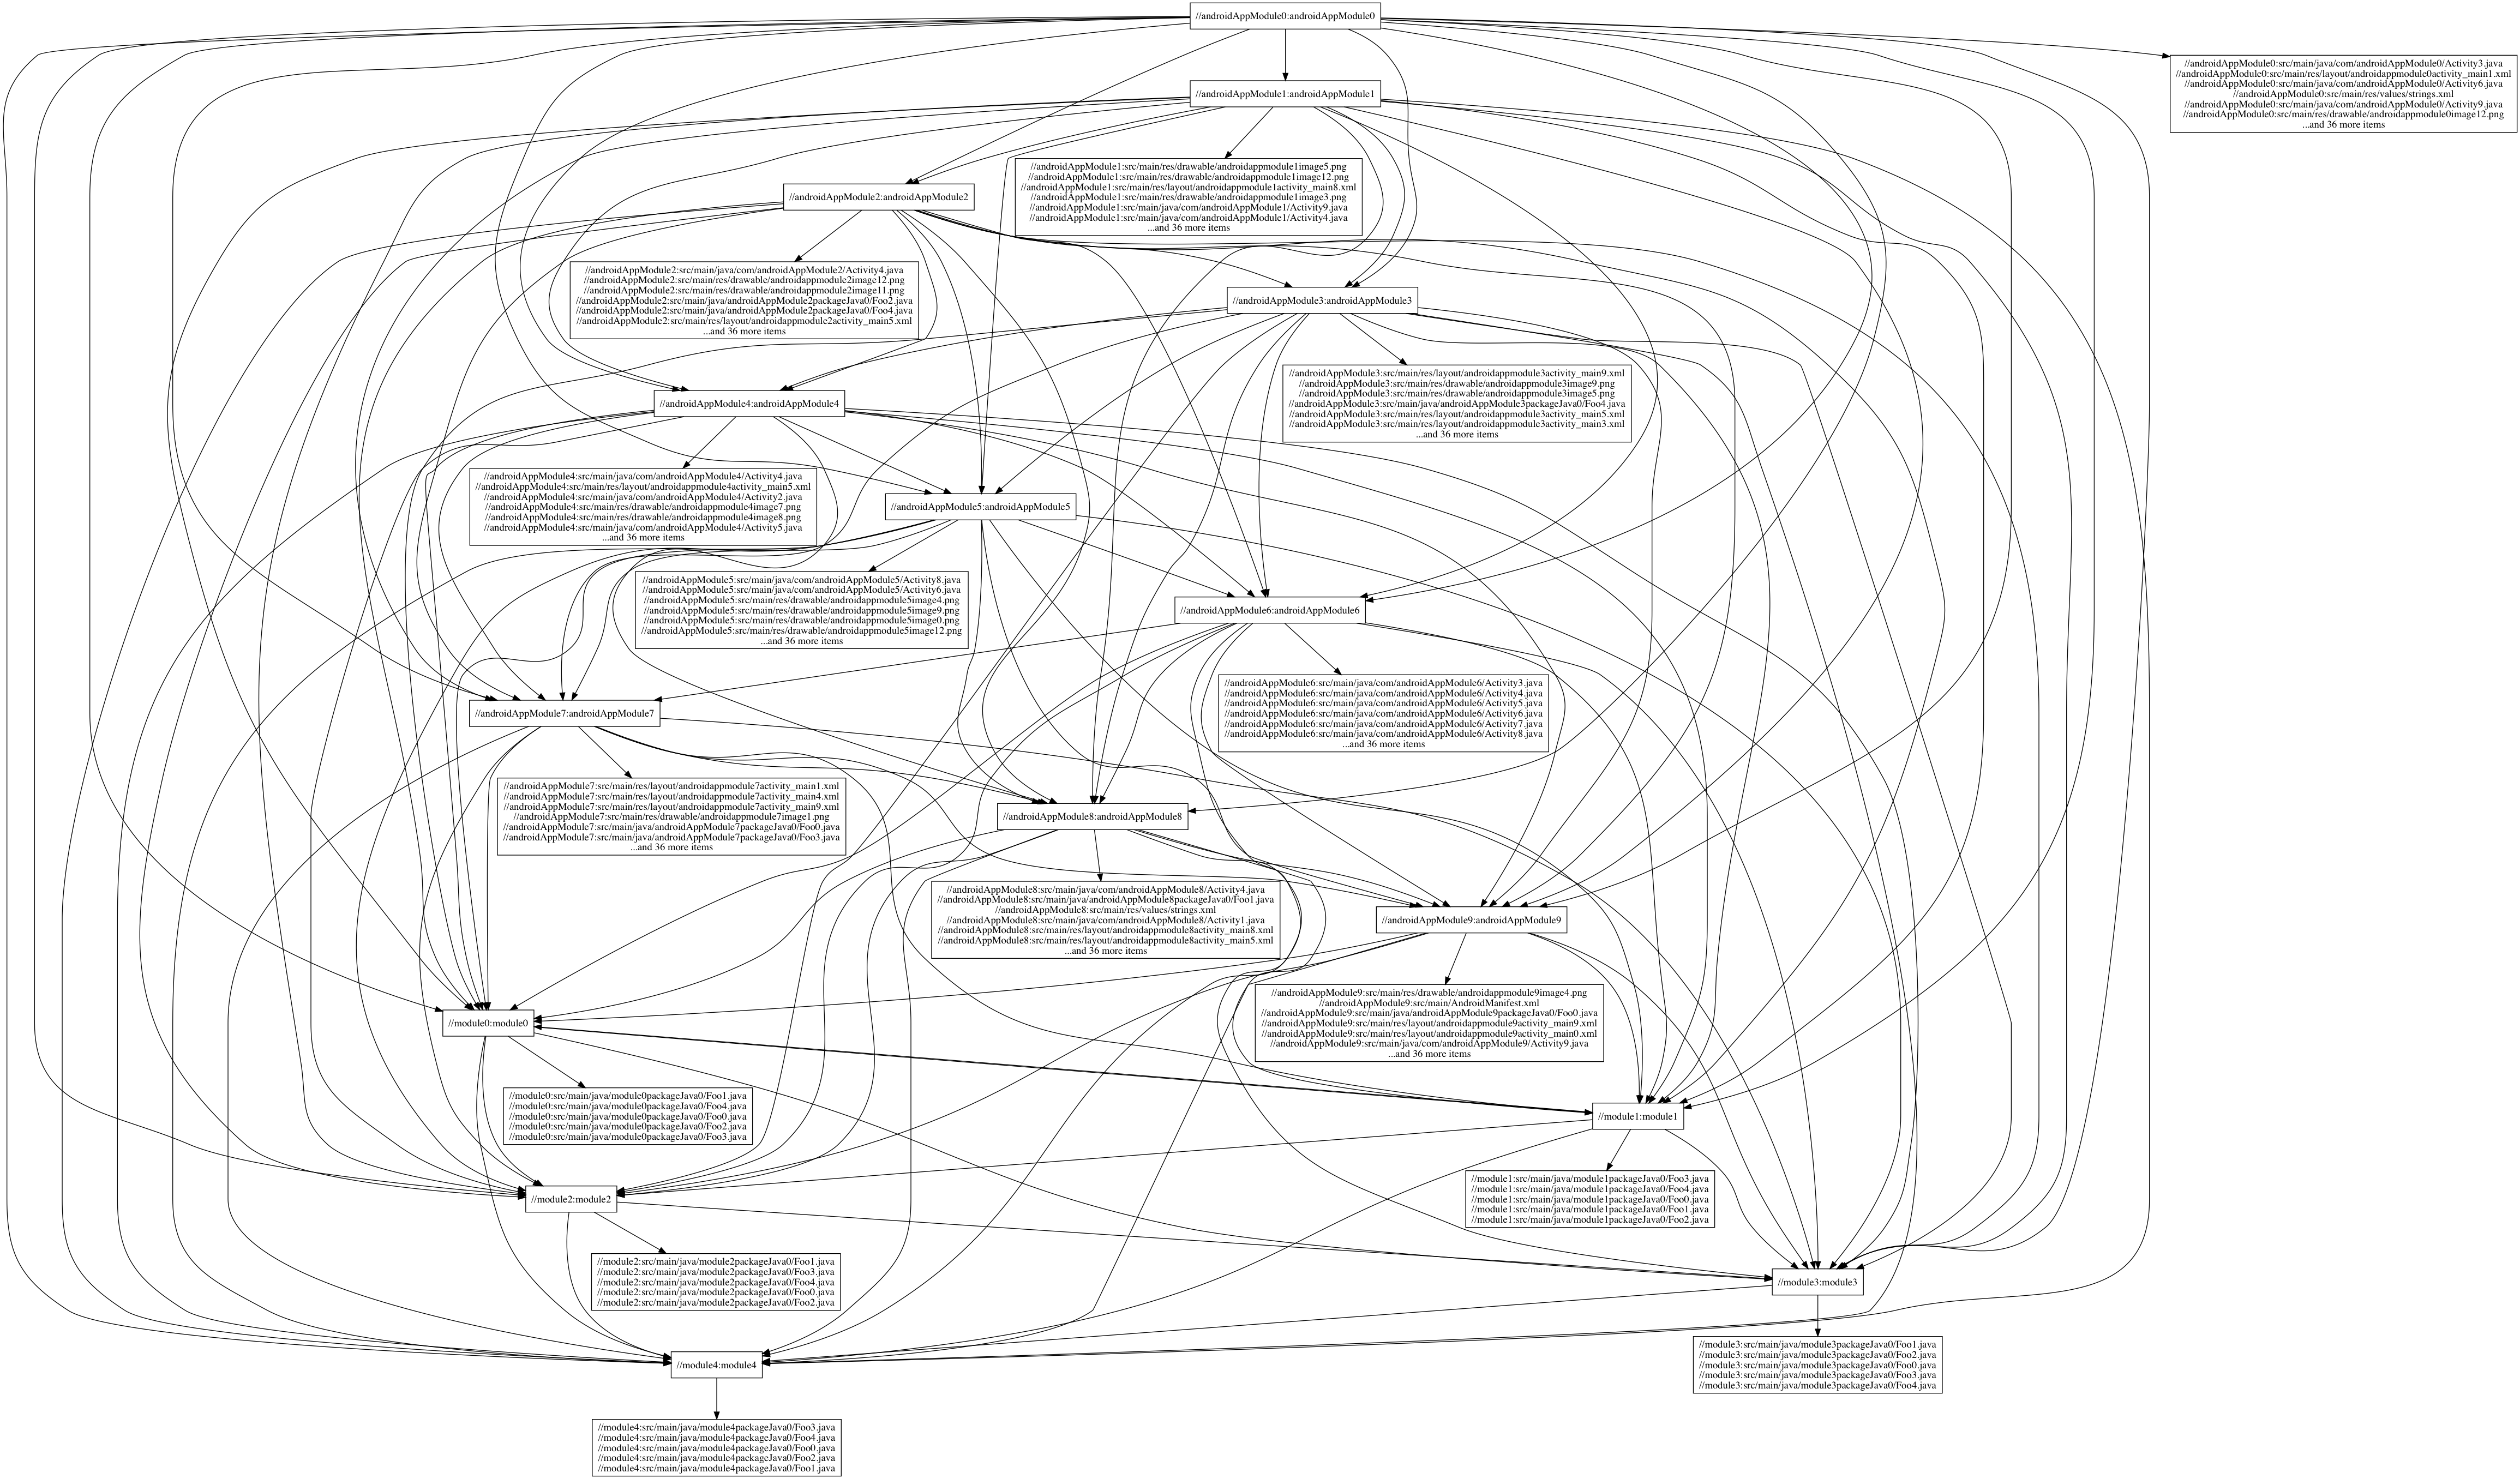 //androidAppModule0:androidAppModule0
//androidAppModule0:src/main/java/com/androidAppModule0/Activity3.java
//androidAppModule0:src/main/res/layout/androidappmodule0activity_main1.xml
//androidAppModule0:src/main/java/com/androidAppModule0/Activity6.java
//androidAppModule0:src/main/res/values/strings.xml
//androidAppModule0:src/main/java/com/androidAppModule0/Activity9.java
//androidAppModule0:src/main/res/drawable/androidappmodule0image12.png
...and 36 more items
//androidAppModule1:androidAppModule1
//androidAppModule1:src/main/res/drawable/androidappmodule1image5.png
//androidAppModule1:src/main/res/drawable/androidappmodule1image12.png
//androidAppModule1:src/main/res/layout/androidappmodule1activity_main8.xml
//androidAppModule1:src/main/res/drawable/androidappmodule1image3.png
//androidAppModule1:src/main/java/com/androidAppModule1/Activity9.java
//androidAppModule1:src/main/java/com/androidAppModule1/Activity4.java
...and 36 more items
//androidAppModule2:androidAppModule2
//androidAppModule2:src/main/java/com/androidAppModule2/Activity4.java
//androidAppModule2:src/main/res/drawable/androidappmodule2image12.png
//androidAppModule2:src/main/res/drawable/androidappmodule2image11.png
//androidAppModule2:src/main/java/androidAppModule2packageJava0/Foo2.java
//androidAppModule2:src/main/java/androidAppModule2packageJava0/Foo4.java
//androidAppModule2:src/main/res/layout/androidappmodule2activity_main5.xml
...and 36 more items
//androidAppModule3:androidAppModule3
//androidAppModule3:src/main/res/layout/androidappmodule3activity_main9.xml
//androidAppModule3:src/main/res/drawable/androidappmodule3image9.png
//androidAppModule3:src/main/res/drawable/androidappmodule3image5.png
//androidAppModule3:src/main/java/androidAppModule3packageJava0/Foo4.java
//androidAppModule3:src/main/res/layout/androidappmodule3activity_main5.xml
//androidAppModule3:src/main/res/layout/androidappmodule3activity_main3.xml
...and 36 more items
//androidAppModule4:androidAppModule4
//androidAppModule4:src/main/java/com/androidAppModule4/Activity4.java
//androidAppModule4:src/main/res/layout/androidappmodule4activity_main5.xml
//androidAppModule4:src/main/java/com/androidAppModule4/Activity2.java
//androidAppModule4:src/main/res/drawable/androidappmodule4image7.png
//androidAppModule4:src/main/res/drawable/androidappmodule4image8.png
//androidAppModule4:src/main/java/com/androidAppModule4/Activity5.java
...and 36 more items
//androidAppModule5:androidAppModule5
//androidAppModule5:src/main/java/com/androidAppModule5/Activity8.java
//androidAppModule5:src/main/java/com/androidAppModule5/Activity6.java
//androidAppModule5:src/main/res/drawable/androidappmodule5image4.png
//androidAppModule5:src/main/res/drawable/androidappmodule5image9.png
//androidAppModule5:src/main/res/drawable/androidappmodule5image0.png
//androidAppModule5:src/main/res/drawable/androidappmodule5image12.png
...and 36 more items
//androidAppModule6:androidAppModule6
//androidAppModule6:src/main/java/com/androidAppModule6/Activity3.java
//androidAppModule6:src/main/java/com/androidAppModule6/Activity4.java
//androidAppModule6:src/main/java/com/androidAppModule6/Activity5.java
//androidAppModule6:src/main/java/com/androidAppModule6/Activity6.java
//androidAppModule6:src/main/java/com/androidAppModule6/Activity7.java
//androidAppModule6:src/main/java/com/androidAppModule6/Activity8.java
...and 36 more items
//androidAppModule7:androidAppModule7
//androidAppModule7:src/main/res/layout/androidappmodule7activity_main1.xml
//androidAppModule7:src/main/res/layout/androidappmodule7activity_main4.xml
//androidAppModule7:src/main/res/layout/androidappmodule7activity_main9.xml
//androidAppModule7:src/main/res/drawable/androidappmodule7image1.png
//androidAppModule7:src/main/java/androidAppModule7packageJava0/Foo0.java
//androidAppModule7:src/main/java/androidAppModule7packageJava0/Foo3.java
...and 36 more items
//androidAppModule8:androidAppModule8
//androidAppModule8:src/main/java/com/androidAppModule8/Activity4.java
//androidAppModule8:src/main/java/androidAppModule8packageJava0/Foo1.java
//androidAppModule8:src/main/res/values/strings.xml
//androidAppModule8:src/main/java/com/androidAppModule8/Activity1.java
//androidAppModule8:src/main/res/layout/androidappmodule8activity_main8.xml
//androidAppModule8:src/main/res/layout/androidappmodule8activity_main5.xml
...and 36 more items
//androidAppModule9:androidAppModule9
//androidAppModule9:src/main/res/drawable/androidappmodule9image4.png
//androidAppModule9:src/main/AndroidManifest.xml
//androidAppModule9:src/main/java/androidAppModule9packageJava0/Foo0.java
//androidAppModule9:src/main/res/layout/androidappmodule9activity_main9.xml
//androidAppModule9:src/main/res/layout/androidappmodule9activity_main0.xml
//androidAppModule9:src/main/java/com/androidAppModule9/Activity9.java
...and 36 more items
//module0:module0
//module0:src/main/java/module0packageJava0/Foo1.java
//module0:src/main/java/module0packageJava0/Foo4.java
//module0:src/main/java/module0packageJava0/Foo0.java
//module0:src/main/java/module0packageJava0/Foo2.java
//module0:src/main/java/module0packageJava0/Foo3.java
//module1:module1
//module1:src/main/java/module1packageJava0/Foo3.java
//module1:src/main/java/module1packageJava0/Foo4.java
//module1:src/main/java/module1packageJava0/Foo0.java
//module1:src/main/java/module1packageJava0/Foo1.java
//module1:src/main/java/module1packageJava0/Foo2.java
//module2:module2
//module2:src/main/java/module2packageJava0/Foo1.java
//module2:src/main/java/module2packageJava0/Foo3.java
//module2:src/main/java/module2packageJava0/Foo4.java
//module2:src/main/java/module2packageJava0/Foo0.java
//module2:src/main/java/module2packageJava0/Foo2.java
//module3:module3
//module3:src/main/java/module3packageJava0/Foo1.java
//module3:src/main/java/module3packageJava0/Foo2.java
//module3:src/main/java/module3packageJava0/Foo0.java
//module3:src/main/java/module3packageJava0/Foo3.java
//module3:src/main/java/module3packageJava0/Foo4.java
//module4:module4
//module4:src/main/java/module4packageJava0/Foo3.java
//module4:src/main/java/module4packageJava0/Foo4.java
//module4:src/main/java/module4packageJava0/Foo0.java
//module4:src/main/java/module4packageJava0/Foo2.java
//module4:src/main/java/module4packageJava0/Foo1.java